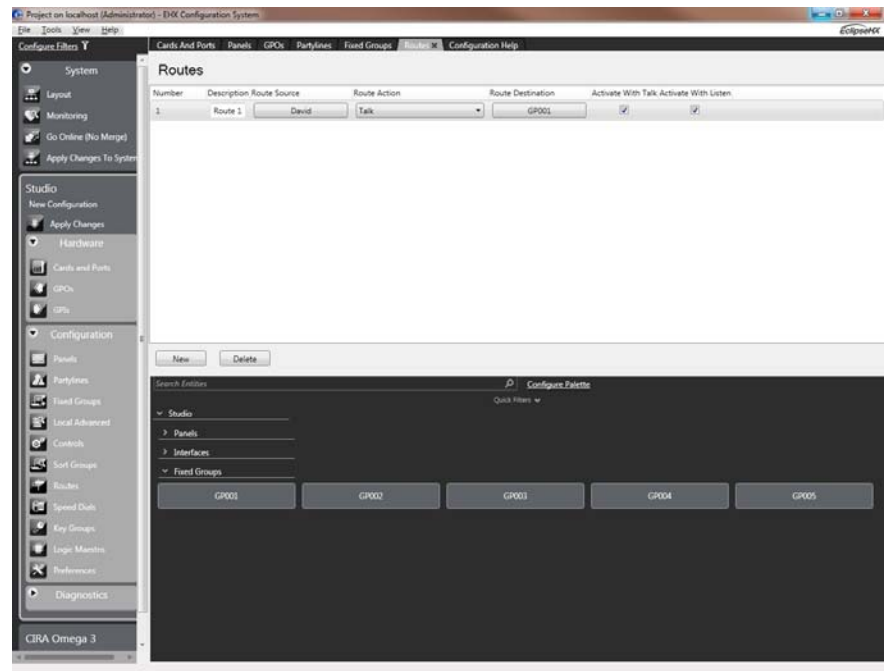 Project on localhost (Administrator) - EHX Configuration System
File Tools View Help
EclipseHX
Configure Filters
Cards And Ports Panels GPOs Partylines Fixed Groups Routes x Configuration Help
System
Layout
Monitoring
Go Online (No Merge)
Apply Changes To System
Studio
New Configuration
Apply Changes
Hardware
Cards and Ports
GPOs
GPIs
Configuration
Panels
Partylines
Fixed Groups
Local Advanced
Controls
Sort Groups
Routes
Speed Dials
Key Groups
Logic Maestro
Preferences
Diagnostics
CIRA Omega 3
Routes
Number Description Route Source Route Action Route Destination Activate With Talk Activate With Listen
1 Route 1 David Talk GP001
New Delete
Search Entities Configure Palette
Quick Filters
Studio
Panels
Interfaces
Fixed Groups
GP001 GP002 GP003 GP004 GP005